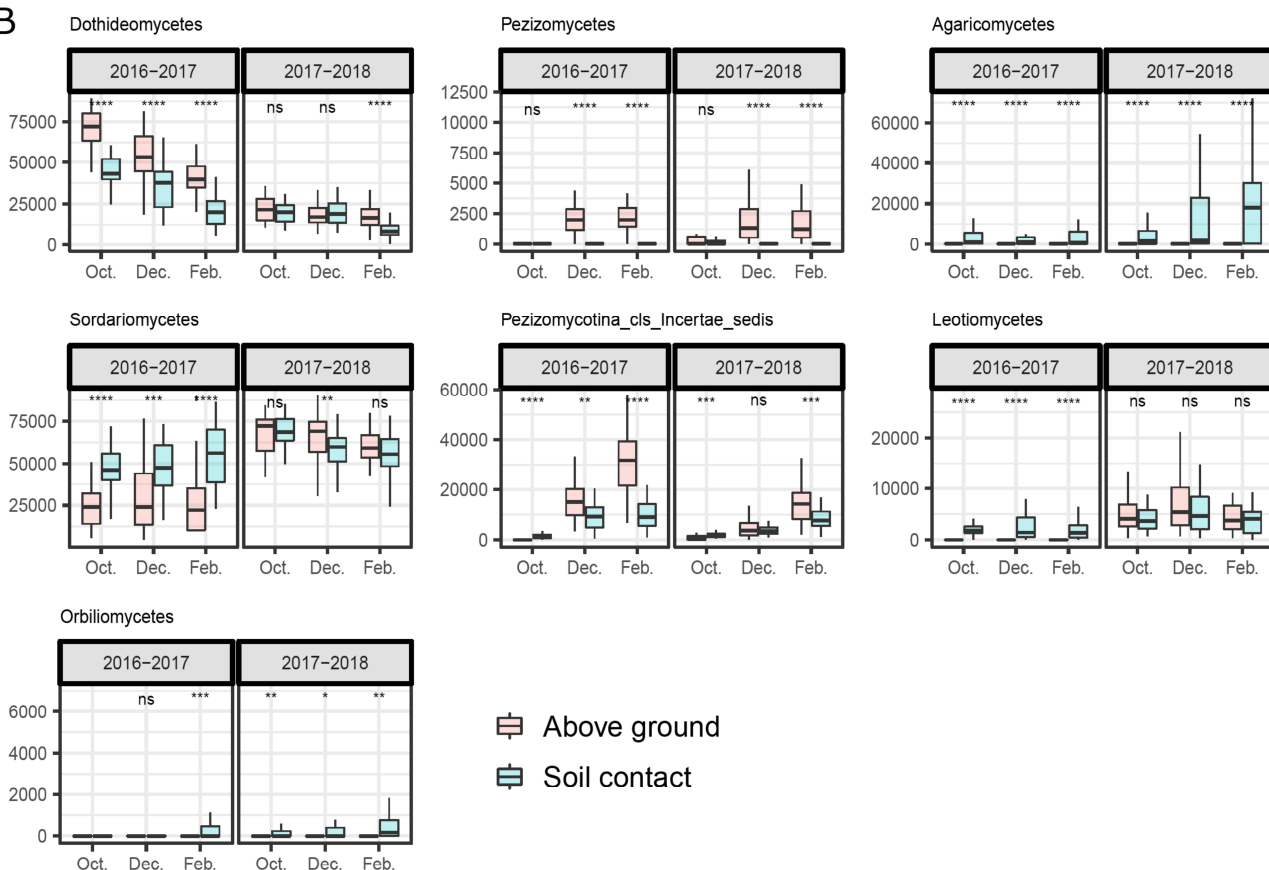 B
Dothideomycetes
2016−2017 2017−2018
**** **** **** ns ns ****
75000
50000
25000
0
Oct. Dec. Feb. Oct. Dec. Feb.
Pezizomycetes
2016−2017 2017−2018
12500
ns **** **** ns **** ****
10000
7500
5000
2500
0
Oct. Dec. Feb. Oct. Dec. Feb.
Agaricomycetes
2016−2017 2017−2018
**** **** **** **** **** ****
60000
40000
20000
0
Oct. Dec. Feb. Oct. Dec. Feb.
Sordariomycetes
2016−2017 2017−2018
**** *** **** ns ** ns
75000
50000
25000
Oct. Dec. Feb. Oct. Dec. Feb.
Pezizomycotina_cls_Incertae_sedis
2016−2017 2017−2018
60000
**** ** **** *** ns ***
40000
20000
0
Oct. Dec. Feb. Oct. Dec. Feb.
Leotiomycetes
2016−2017 2017−2018
**** **** **** ns ns ns
20000
10000
0
Oct. Dec. Feb. Oct. Dec. Feb.
Orbiliomycetes
2016−2017 2017−2018
ns *** ** * **
6000
4000
2000
0
Oct. Dec. Feb. Oct. Dec. Feb.
Above ground
Soil contact